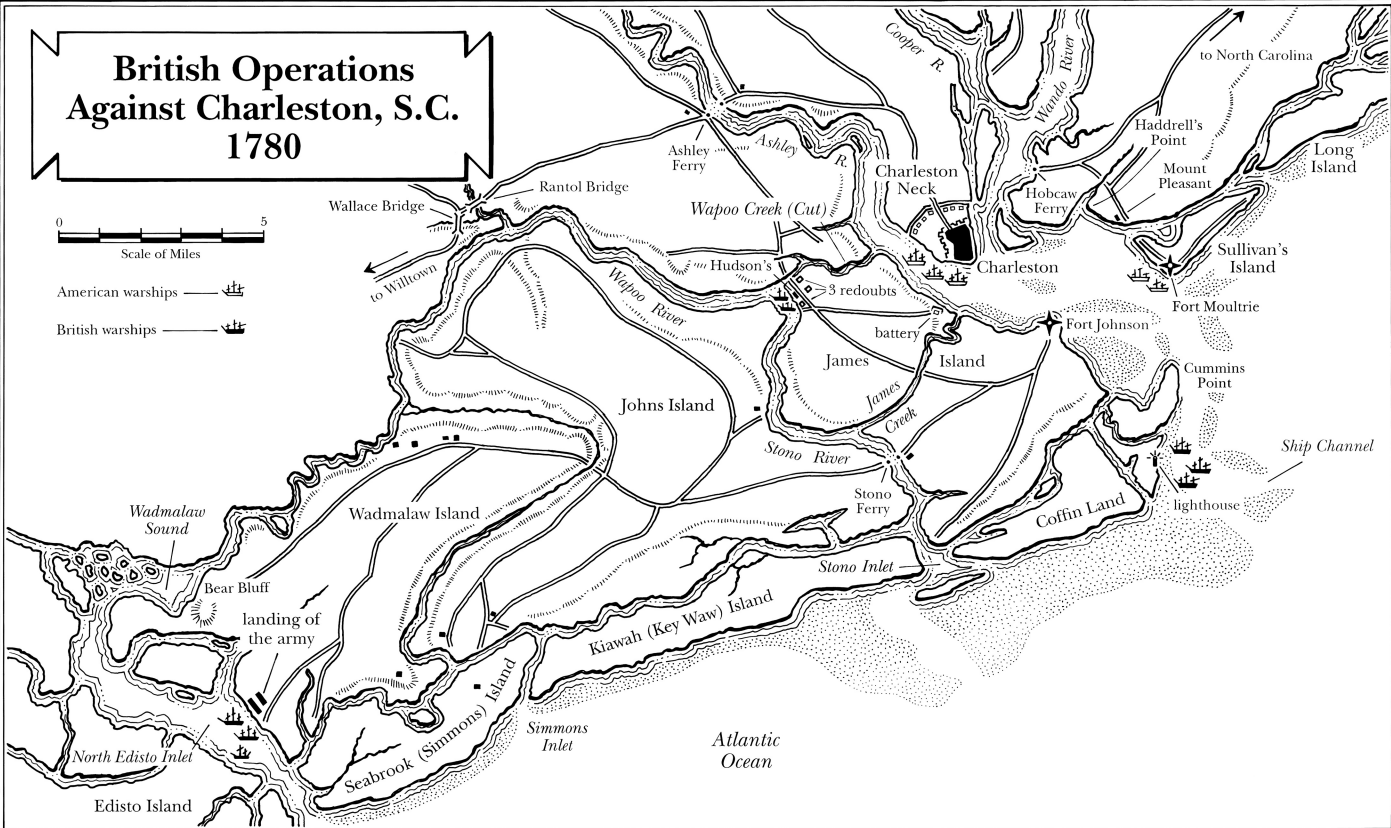 British Operations
Against Charleston, S.C.
1780
0
5
Scale of Miles
American warships
British warships
Cooper
R.
Wando River
to North Carolina
Haddrell's
Point
Mount
Pleasant
Long
Island
Ashley
Ferry
Ashley
R.
Charleston
Neck
Hobcaw
Ferry
Rantol Bridge
Wallace Bridge
Wapoo Creek (Cut)
Sullivan's
Island
Charleston
to Willtown
Hudson's
3 redoubts
Wapoo
River
Fort Moultrie
battery
Fort Johnson
James
Island
Cummins
Point
Johns Island
James
Creek
Stono River
Ship Channel
Stono
Ferry
lighthouse
Coffin Land
Wadmalaw
Sound
Wadmalaw Island
Stono Inlet
Bear Bluff
landing of
the army
Kiawah (Key Waw) Island
Seabrook (Simmons) Island
Simmons
Inlet
Atlantic
Ocean
North Edisto Inlet
Edisto Island